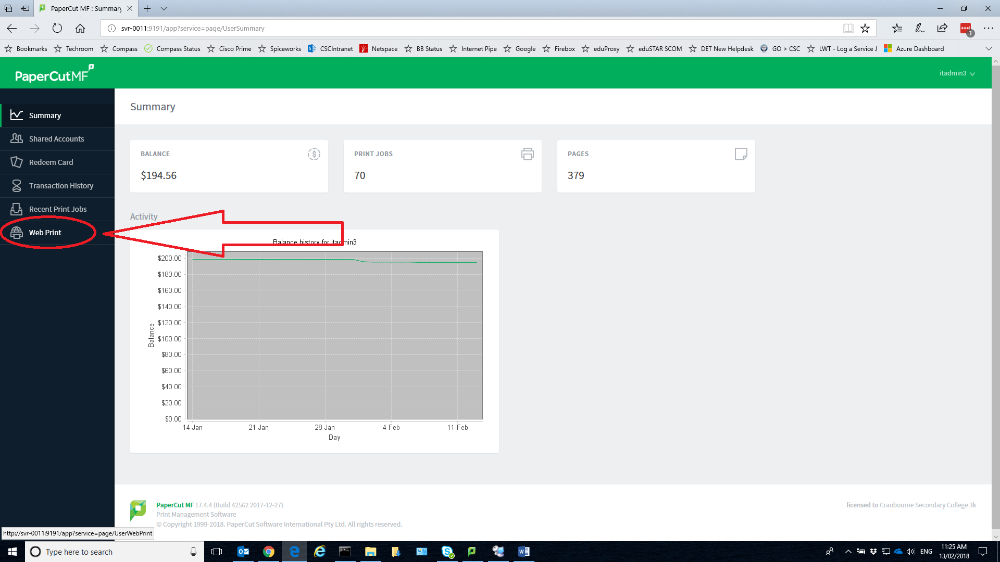 PaperCut MF : Summary
svr-0011:9191/app?service=page/UserSummary
1
Bookmarks Techroom Compass Compass Status Cisco Prime Spiceworks CSCIntranet Netspace BB Status Internet Pipe Google Firebox eduProxy eduSTAR SCOM DET New Helpdesk GO > CSC LWT - Log a Service J Azure Dashboard
PaperCut MF
itadmin3
Summary
Shared Accounts
Redeem Card
Transaction History
Recent Print Jobs
Web Print
Summary
BALANCE
$194.56
PRINT JOBS
70
PAGES
379
Activity
Balance history for itadmin3
$200.00
$180.00
$160.00
$140.00
$120.00
$100.00
$80.00
$60.00
$40.00
$20.00
$0.00
Balance
14 Jan 21 Jan 28 Jan 4 Feb 11 Feb
Day
PaperCut MF 17.4.4 (Build 42562 2017-12-27)
Print Management Software
© Copyright 1999-2018. PaperCut Software International Pty Ltd. All rights reserved.
licensed to Cranbourne Secondary College 3k
http://svr-0011:9191/app?service=page/UserWebPrint
Type here to search
ENG
11:25 AM
13/02/2018